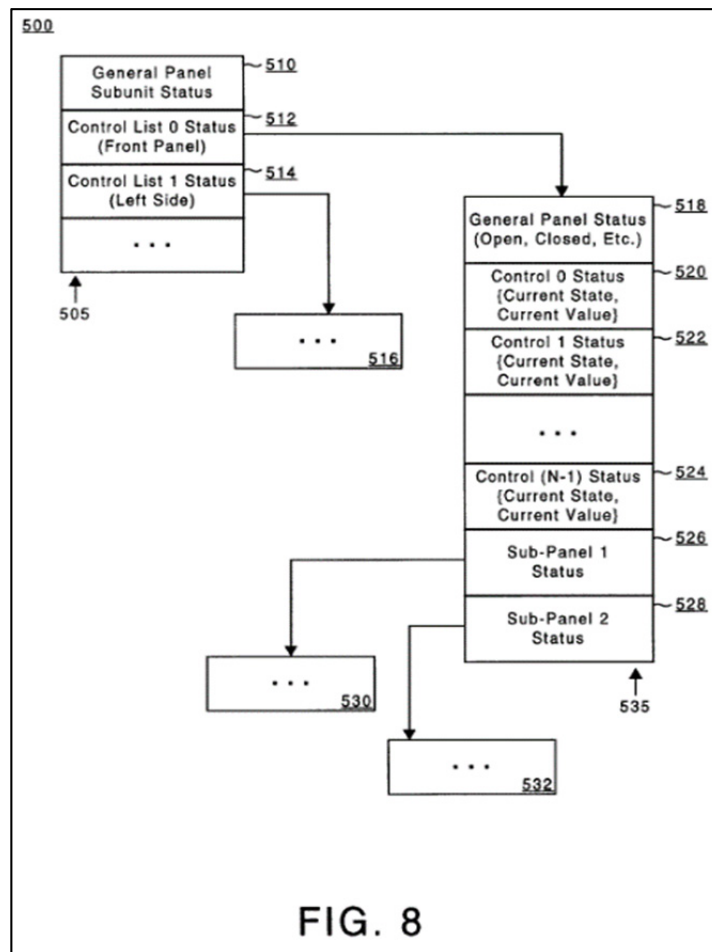 500
General Panel
Subunit Status
510
Control List 0 Status
(Front Panel)
512
Control List 1 Status
(Left Side)
514
. . .
505
. . .
516
General Panel Status
(Open, Closed, Etc.)
518
Control 0 Status
{Current State,
Current Value}
520
Control 1 Status
{Current State,
Current Value}
522
. . .
Control (N-1) Status
{Current State,
Current Value}
524
Sub-Panel 1
Status
526
Sub-Panel 2
Status
528
535
. . .
530
. . .
532
FIG. 8